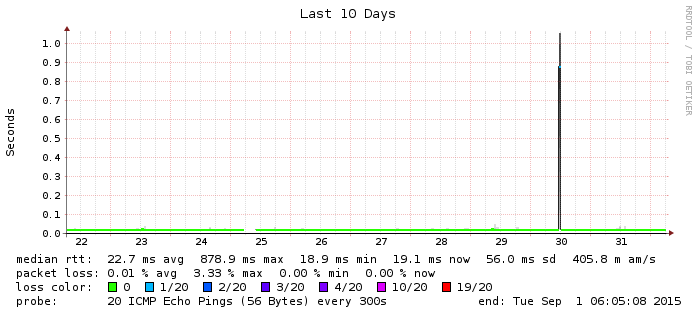 Last 10 Days
RRDTOOL / TOBI OETIKER
Seconds
1.0
0.9
0.8
0.7
0.6
0.5
0.4
0.3
0.2
0.1
0.0
22 23 24 25 26 27 28 29 30 31
median rtt: 22.7 ms avg 878.9 ms max 18.9 ms min 19.1 ms now 56.0 ms sd 405.8 m am/s
packet loss: 0.01 % avg 3.33 % max 0.00 % min 0.00 % now
loss color: 0 1/20 2/20 3/20 4/20 10/20 19/20
probe: 20 ICMP Echo Pings (56 Bytes) every 300s end: Tue Sep 1 06:05:08 2015